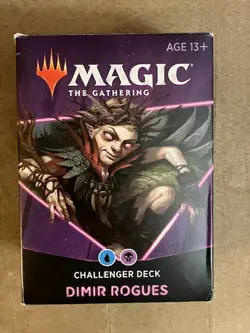 AGE 13+
MAGIC
THE GATHERING
CHALLENGER DECK
DIMIR ROGUES